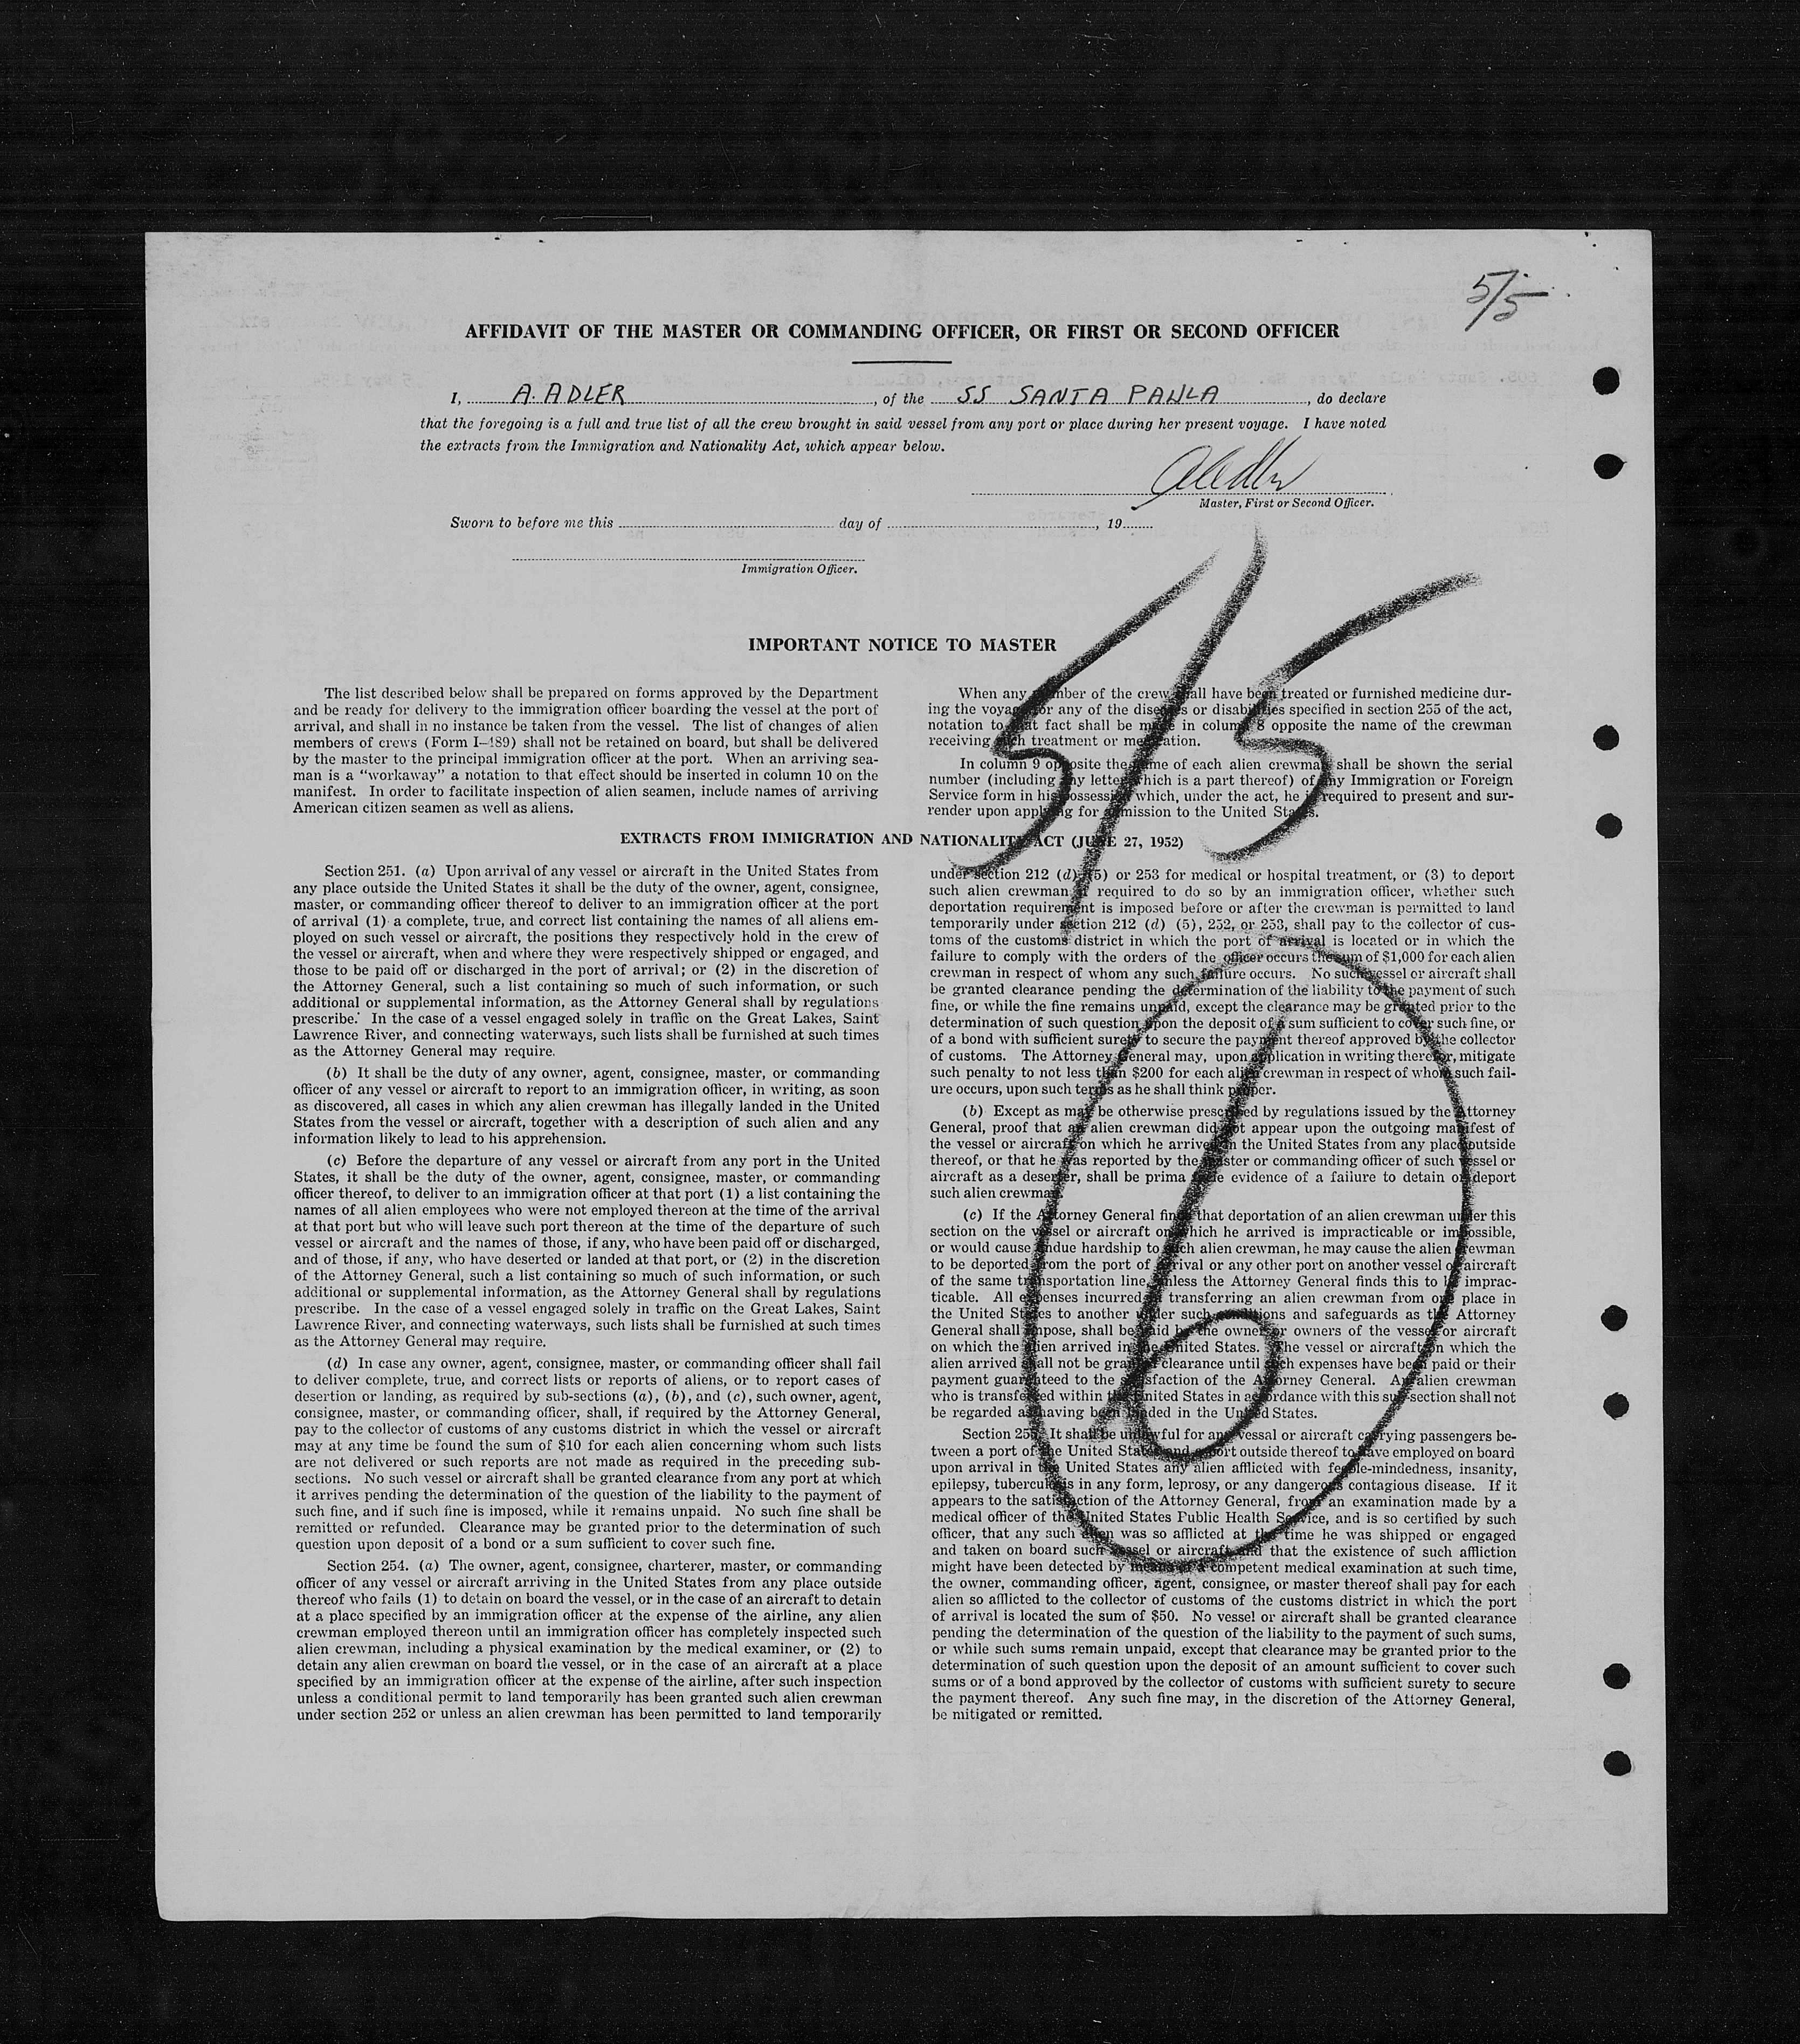 5/5
AFFIDAVIT OF THE MASTER OR COMMANDING OFFICER, OR FIRST OR SECOND OFFICER
I, A. ADLER, of the SS SANTA PAULA, do declare
that the foregoing is a full and true list of all the crew brought in said vessel from any port or place during her present voyage. I have noted
the extracts from the Immigration and Nationality Act, which appear below.
A Adler
Master, First or Second Officer.
Sworn to before me this day of , 19
Immigration Officer.
5/5
6
IMPORTANT NOTICE TO MASTER
The list described below shall be prepared on forms approved by the Department
and be ready for delivery to the immigration officer boarding the vessel at the port of
arrival, and shall in no instance be taken from the vessel. The list of changes of alien
members of crews (Form I-489) shall not be retained on board, but shall be delivered
by the master to the principal immigration officer at the port. When an arriving sea-
man is a "workaway" a notation to that effect should be inserted in column 10 on the
manifest. In order to facilitate inspection of alien seamen, include names of arriving
American citizen seamen as well as aliens.
When any member of the crew shall have been treated or furnished medicine dur-
ing the voyage for any of the diseases or disabilities specified in section 255 of the act,
notation to that fact shall be made in column 8 opposite the name of the crewman
receiving such treatment or medication.
In column 9 opposite the name of each alien crewman shall be shown the serial
number (including any letter which is a part thereof) of any Immigration or Foreign
Service form in his possession which, under the act, he is required to present and sur-
render upon applying for admission to the United States.
EXTRACTS FROM IMMIGRATION AND NATIONALITY ACT (JUNE 27, 1952)
Section 251. (a) Upon arrival of any vessel or aircraft in the United States from
any place outside the United States it shall be the duty of the owner, agent, consignee,
master, or commanding officer thereof to deliver to an immigration officer at the port
of arrival (1) a complete, true, and correct list containing the names of all aliens em-
ployed on such vessel or aircraft, the positions they respectively hold in the crew of
the vessel or aircraft, when and where they were respectively shipped or engaged, and
those to be paid off or discharged in the port of arrival; or (2) in the discretion of
the Attorney General, such a list containing so much of such information, or such
additional or supplemental information, as the Attorney General shall by regulations
prescribe. In the case of a vessel engaged solely in traffic on the Great Lakes, Saint
Lawrence River, and connecting waterways, such lists shall be furnished at such times
as the Attorney General may require.
(b) It shall be the duty of any owner, agent, consignee, master, or commanding
officer of any vessel or aircraft to report to an immigration officer, in writing, as soon
as discovered, all cases in which any alien crewman has illegally landed in the United
States from the vessel or aircraft, together with a description of such alien and any
information likely to lead to his apprehension.
(c) Before the departure of any vessel or aircraft from any port in the United
States, it shall be the duty of the owner, agent, consignee, master, or commanding
officer thereof, to deliver to an immigration officer at that port (1) a list containing the
names of all alien employees who were not employed thereon at the time of the arrival
at that port but who will leave such port thereon at the time of the departure of such
vessel or aircraft and the names of those, if any, who have been paid off or discharged,
and of those, if any, who have deserted or landed at that port, or (2) in the discretion
of the Attorney General, such a list containing so much of such information, or such
additional or supplemental information, as the Attorney General shall by regulations
prescribe. In the case of a vessel engaged solely in traffic on the Great Lakes, Saint
Lawrence River, and connecting waterways, such lists shall be furnished at such times
as the Attorney General may require.
(d) In case any owner, agent, consignee, master, or commanding officer shall fail
to deliver complete, true, and correct lists or reports of aliens, or to report cases of
desertion or landing, as required by sub-sections (a), (b), and (c), such owner, agent,
consignee, master, or commanding officer, shall, if required by the Attorney General,
pay to the collector of customs of any customs district in which the vessel or aircraft
may at any time be found the sum of $10 for each alien concerning whom such lists
are not delivered or such reports are not made as required in the preceding sub-
sections. No such vessel or aircraft shall be granted clearance from any port at which
it arrives pending the determination of the question of the liability to the payment of
such fine, and if such fine is imposed, while it remains unpaid. No such fine shall be
remitted or refunded. Clearance may be granted prior to the determination of such
question upon deposit of a bond or a sum sufficient to cover such fine.
Section 254. (a) The owner, agent, consignee, charterer, master, or commanding
officer of any vessel or aircraft arriving in the United States from any place outside
thereof who fails (1) to detain on board the vessel, or in the case of an aircraft to detain
at a place specified by an immigration officer at the expense of the airline, any alien
crewman employed thereon until an immigration officer has completely inspected such
alien crewman, including a physical examination by the medical examiner, or (2) to
detain any alien crewman on board the vessel, or in the case of an aircraft at a place
specified by an immigration officer at the expense of the airline, after such inspection
unless a conditional permit to land temporarily has been granted such alien crewman
under section 252 or unless an alien crewman has been permitted to land temporarily
under section 212 (d) (5) or 253 for medical or hospital treatment, or (3) to deport
such alien crewman if required to do so by an immigration officer, whether such
deportation requirement is imposed before or after the crewman is permitted to land
temporarily under section 212 (d) (5), 252, or 253, shall pay to the collector of cus-
toms of the customs district in which the port of arrival is located or in which the
failure to comply with the orders of the officer occurs the sum of $1,000 for each alien
crewman in respect of whom any such failure occurs. No such vessel or aircraft shall
be granted clearance pending the determination of the liability to the payment of such
fine, or while the fine remains unpaid, except the clearance may be granted prior to the
determination of such question upon the deposit of a sum sufficient to cover such fine, or
of a bond with sufficient surety to secure the payment thereof approved by the collector
of customs. The Attorney General may, upon application in writing therefor, mitigate
such penalty to not less than $200 for each alien crewman in respect of whom such fail-
ure occurs, upon such terms as he shall think proper.
(b) Except as may be otherwise prescribed by regulations issued by the Attorney
General, proof that an alien crewman did not appear upon the outgoing manifest of
the vessel or aircraft on which he arrived in the United States from any place outside
thereof, or that he was reported by the master or commanding officer of such vessel or
aircraft as a deserter, shall be prima facie evidence of a failure to detain or deport
such alien crewman.
(c) If the Attorney General finds that deportation of an alien crewman under this
section on the vessel or aircraft on which he arrived is impracticable or impossible,
or would cause undue hardship to such alien crewman, he may cause the alien crewman
to be deported from the port of arrival or any other port on another vessel or aircraft
of the same transportation line, unless the Attorney General finds this to be imprac-
ticable. All expenses incurred in transferring an alien crewman from one place in
the United States to another under such conditions and safeguards as the Attorney
General shall impose, shall be paid by the owner or owners of the vessel or aircraft
on which the alien arrived in the United States. The vessel or aircraft on which the
alien arrived shall not be granted clearance until such expenses have been paid or their
payment guaranteed to the satisfaction of the Attorney General. An alien crewman
who is transferred within the United States in accordance with this sub-section shall not
be regarded as having been landed in the United States.
Section 255. It shall be unlawful for any vessal or aircraft carrying passengers be-
tween a port of the United States and a port outside thereof to have employed on board
upon arrival in the United States any alien afflicted with feeble-mindedness, insanity,
epilepsy, tuberculosis in any form, leprosy, or any dangerous contagious disease. If it
appears to the satisfaction of the Attorney General, from an examination made by a
medical officer of the United States Public Health Service, and is so certified by such
officer, that any such alien was so afflicted at the time he was shipped or engaged
and taken on board such vessel or aircraft and that the existence of such affliction
might have been detected by means of a competent medical examination at such time,
the owner, commanding officer, agent, consignee, or master thereof shall pay for each
alien so afflicted to the collector of customs of the customs district in which the port
of arrival is located the sum of $50. No vessel or aircraft shall be granted clearance
pending the determination of the question of the liability to the payment of such sums,
or while such sums remain unpaid, except that clearance may be granted prior to the
determination of such question upon the deposit of an amount sufficient to cover such
sums or of a bond approved by the collector of customs with sufficient surety to secure
the payment thereof. Any such fine may, in the discretion of the Attorney General,
be mitigated or remitted.